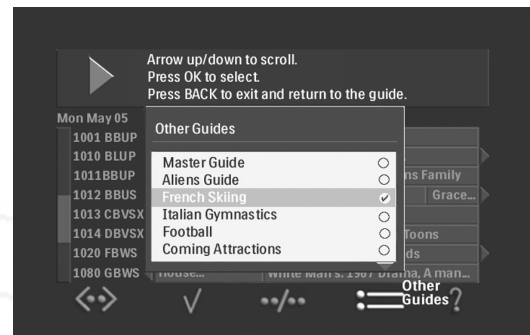 Arrow up/down to scroll.
Press OK to select.
Press BACK to exit and return to the guide.
Mon May 05
Other Guides
1001 BBUP
1010 BLUP
1011BBUP
ns Family
1012 BBUS
Grace...
1013 CBVSX
1014 DBVSX
Toons
1020 FBWS
ds
1080 GBWS
House...
White Man's. 1967 Drama, A man...
Master Guide
Aliens Guide
French Skiing
Italian Gymnastics
Football
Coming Attractions
Other
Guides
?